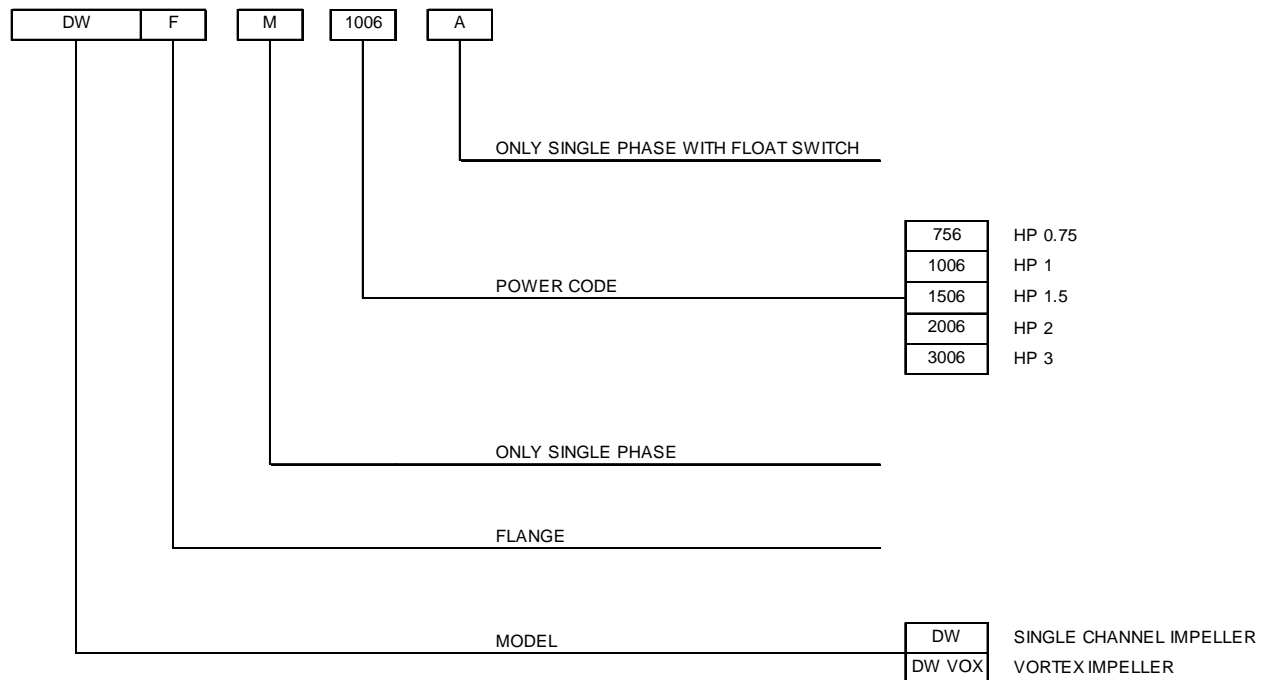 DW F M 1006 A
ONLY SINGLE PHASE WITH FLOAT SWITCH
756 HP 0.75
1006 HP 1
POWER CODE 1506 HP 1.5
2006 HP 2
3006 HP 3
ONLY SINGLE PHASE
FLANGE
MODEL DW SINGLE CHANNEL IMPELLER
DW VOX VORTEX IMPELLER